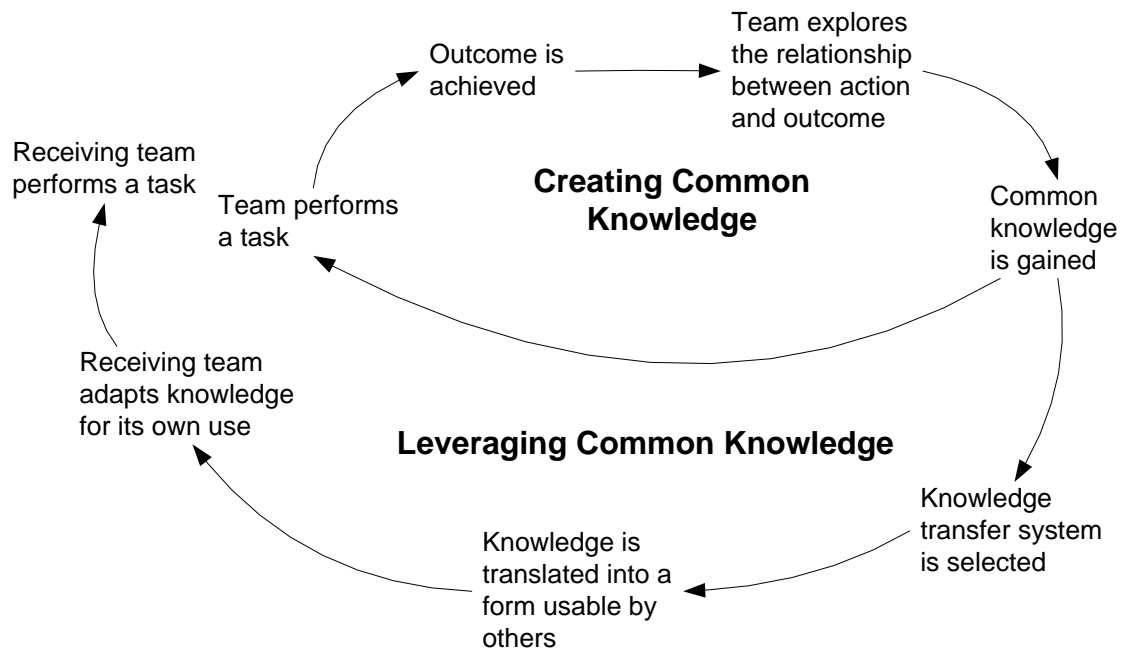 Outcome is
achieved
Team explores
the relationship
between action
and outcome
Receiving team
performs a task
Team performs
a task
Creating Common
Knowledge
Common
knowledge
is gained
Receiving team
adapts knowledge
for its own use
Leveraging Common Knowledge
Knowledge
transfer system
is selected
Knowledge is
translated into a
form usable by
others